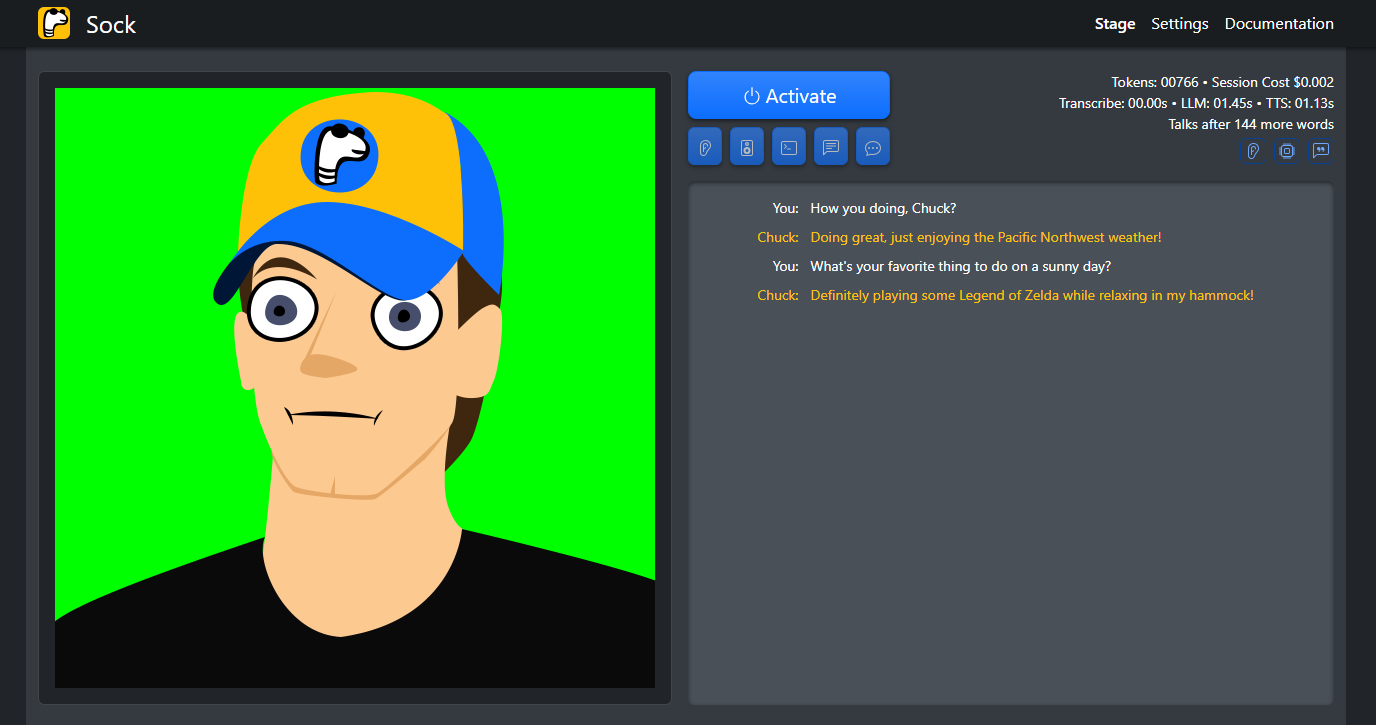 Sock
Stage Settings Documentation
Activate
Tokens: 00766 • Session Cost $0.002
Transcribe: 00.00s • LLM: 01.45s • TTS: 01.13s
Talks after 144 more words
You: How you doing, Chuck?
Chuck: Doing great, just enjoying the Pacific Northwest weather!
You: What's your favorite thing to do on a sunny day?
Chuck: Definitely playing some Legend of Zelda while relaxing in my hammock!